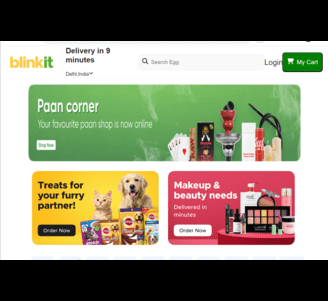 blinkit
Delivery in 9
minutes
Delhi,India
Search Egg
Login
My Cart
Paan corner
Your favourite paan shop is now online
Shop Now
Treats for
your furry
partner!
Order Now
Makeup &
beauty needs
Delivered in
minutes
Order Now